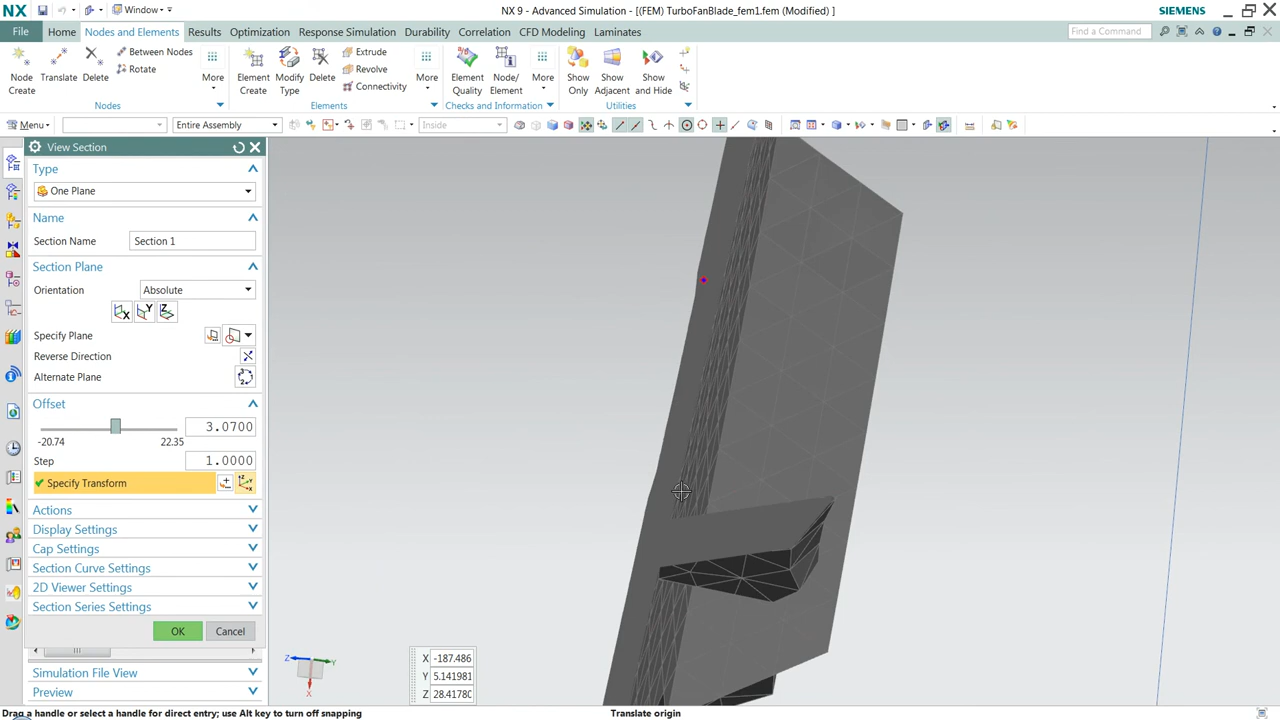 NX
Window
NX 9 - Advanced Simulation - [(FEM) TurboFanBlade_fem1.fem (Modified) ]
SIEMENS
File
Home
Nodes and Elements
Results
Optimization
Response Simulation
Durability
Correlation
CFD Modeling
Laminates
Find a Command
Node Create
Translate
Delete
Between Nodes
Rotate
More
Nodes
Element Create
Modify Type
Delete
Extrude
Revolve
Connectivity
More
Elements
Element Quality
Node/ Element
More
Checks and Information
Show Only
Show Adjacent
Show and Hide
Utilities
Menu
Entire Assembly
Inside
View Section
Type
One Plane
Name
Section Name
Section 1
Section Plane
Orientation
Absolute
X
Y
Z
Specify Plane
Reverse Direction
Alternate Plane
Offset
3.0700
-20.74
22.35
Step
1.0000
Specify Transform
Actions
Display Settings
Cap Settings
Section Curve Settings
2D Viewer Settings
Section Series Settings
OK
Cancel
Simulation File View
Preview
Z
Y
X
X -187.486
Y 5.141981
Z 28.4178(
Drag a handle or select a handle for direct entry; use Alt key to turn off snapping
Translate origin